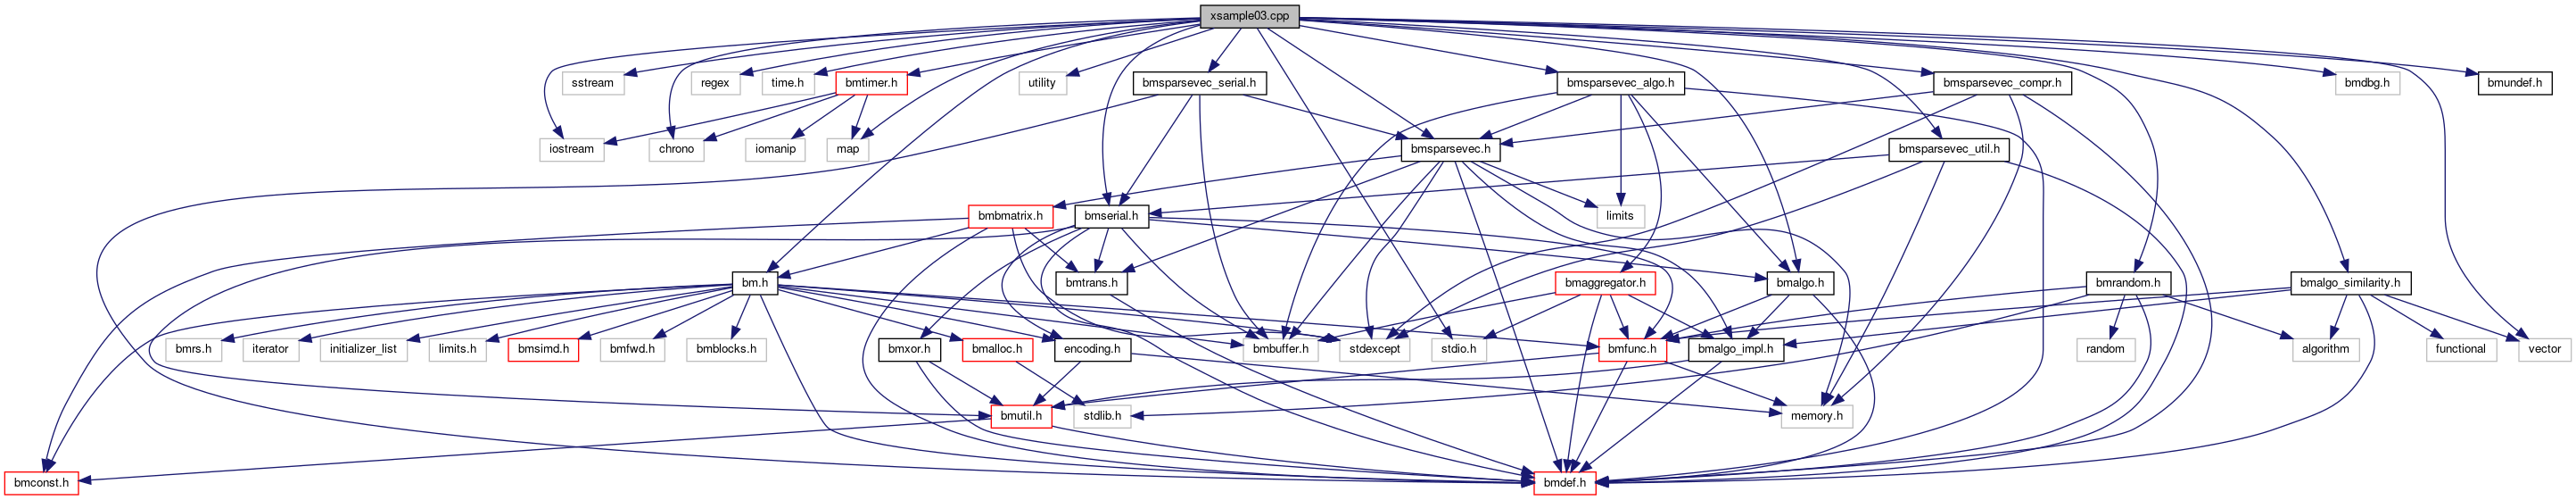 xsample03.cpp
sstream
regex
time.h
bmtimer.h
utility
bmsparsevec_serial.h
bmsparsevec_algo.h
bmsparsevec_compr.h
bmdbg.h
bmundef.h
iostream
chrono
iomanip
map
bmsparsevec.h
bmsparsevec_util.h
bmbmatrix.h
bmserial.h
limits
bm.h
bmtrans.h
bmaggregator.h
bmalgo.h
bmrandom.h
bmalgo_similarity.h
bmrs.h
iterator
initializer_list
limits.h
bmsimd.h
bmfwd.h
bmblocks.h
bmxor.h
bmalloc.h
encoding.h
bmbuffer.h
stdexcept
stdio.h
bmfunc.h
bmalgo_impl.h
random
algorithm
functional
vector
bmutil.h
stdlib.h
memory.h
bmconst.h
bmdef.h